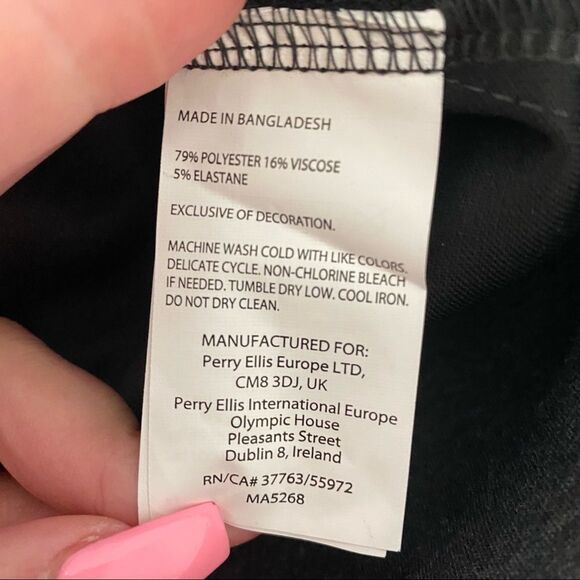 MADE IN BANGLADESH
79% POLYESTER 16% VISCOSE
5% ELASTANE
EXCLUSIVE OF DECORATION.
MACHINE WASH COLD WITH LIKE COLORS.
DELICATE CYCLE. NON-CHLORINE BLEACH
IF NEEDED. TUMBLE DRY LOW. COOL IRON.
DO NOT DRY CLEAN.
MANUFACTURED FOR:
Perry Ellis Europe LTD,
CM8 3DJ, UK
Perry Ellis International Europe
Olympic House
Pleasants Street
Dublin 8, Ireland
RN/CA# 37763/55972
MA5268